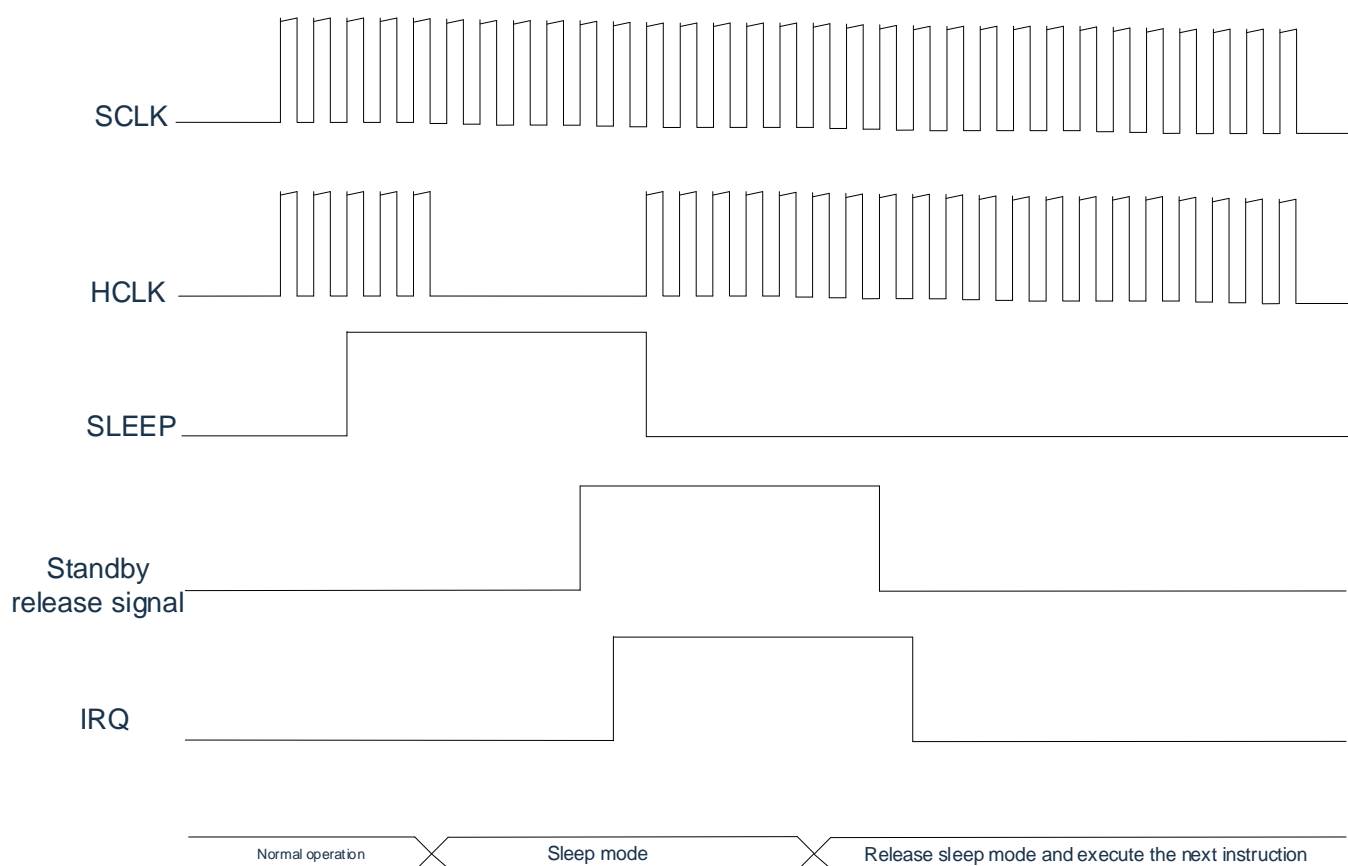 SCLK
HCLK
SLEEP
Standby
release signal
IRQ
Normal operation
Sleep mode
Release sleep mode and execute the next instruction